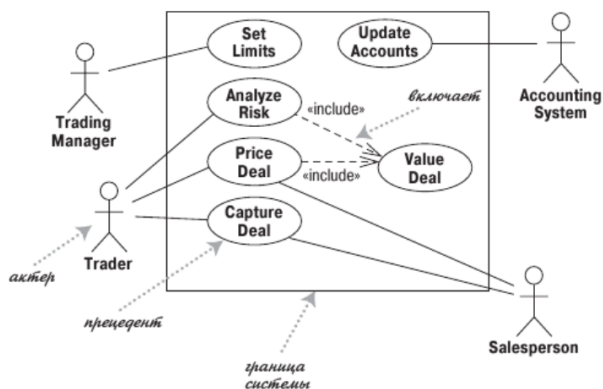 Set
Limits
Update
Accounts
Trading
Manager
Analyze
Risk
«include»
включает
Accounting
System
Price
Deal
«include»
Value
Deal
Capture
Deal
Trader
актер
прецедент
граница
системы
Salesperson